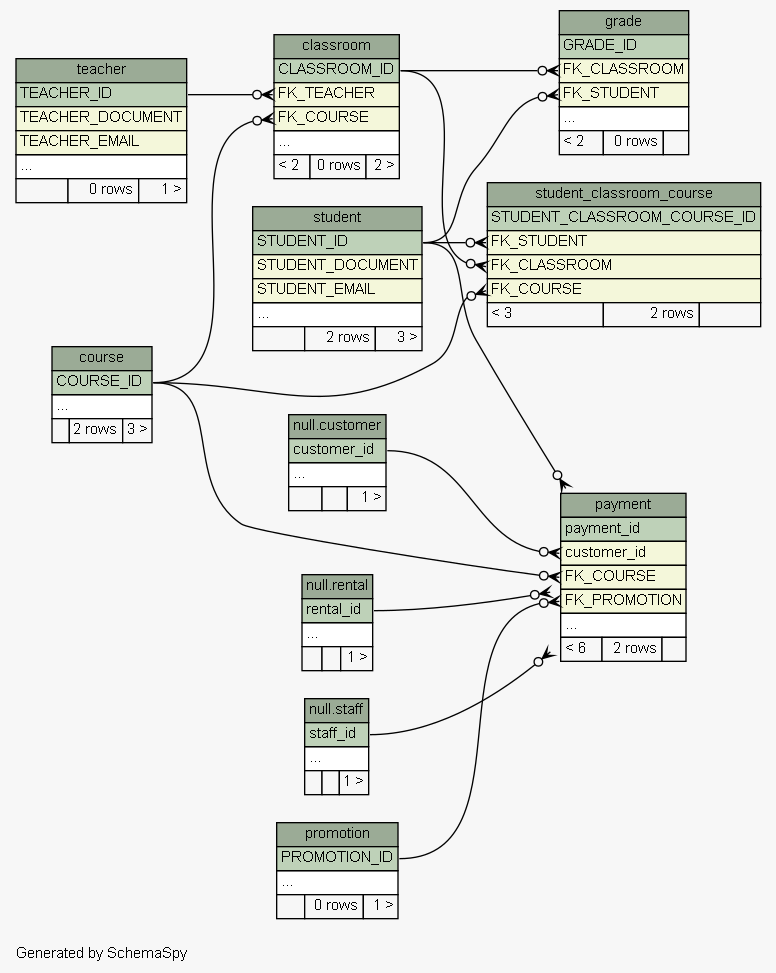 teacher
TEACHER_ID
TEACHER_DOCUMENT
TEACHER_EMAIL
...
0 rows 1 >
classroom
CLASSROOM_ID
FK_TEACHER
FK_COURSE
...
< 2 0 rows 2 >
grade
GRADE_ID
FK_CLASSROOM
FK_STUDENT
...
< 2 0 rows
student
STUDENT_ID
STUDENT_DOCUMENT
STUDENT_EMAIL
...
2 rows 3 >
student_classroom_course
STUDENT_CLASSROOM_COURSE_ID
FK_STUDENT
FK_CLASSROOM
FK_COURSE
< 3 2 rows
course
COURSE_ID
...
2 rows 3 >
null.customer
customer_id
...
1 >
payment
payment_id
customer_id
FK_COURSE
FK_PROMOTION
...
< 6 2 rows
null.rental
rental_id
...
1 >
null.staff
staff_id
...
1 >
promotion
PROMOTION_ID
...
0 rows 1 >
Generated by SchemaSpy